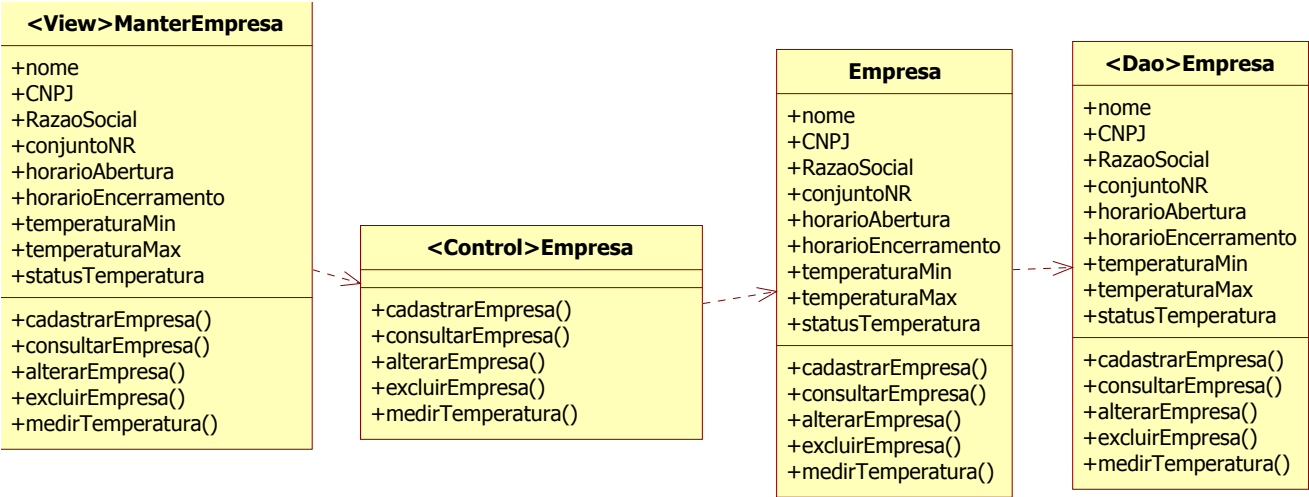 <View>ManterEmpresa
+nome
+CNPJ
+RazaoSocial
+conjuntoNR
+horarioAbertura
+horarioEncerramento
+temperaturaMin
+temperaturaMax
+statusTemperatura
+cadastrarEmpresa()
+consultarEmpresa()
+alterarEmpresa()
+excluirEmpresa()
+medirTemperatura()
<Control>Empresa
+cadastrarEmpresa()
+consultarEmpresa()
+alterarEmpresa()
+excluirEmpresa()
+medirTemperatura()
Empresa
+nome
+CNPJ
+RazaoSocial
+conjuntoNR
+horarioAbertura
+horarioEncerramento
+temperaturaMin
+temperaturaMax
+statusTemperatura
+cadastrarEmpresa()
+consultarEmpresa()
+alterarEmpresa()
+excluirEmpresa()
+medirTemperatura()
<Dao>Empresa
+nome
+CNPJ
+RazaoSocial
+conjuntoNR
+horarioAbertura
+horarioEncerramento
+temperaturaMin
+temperaturaMax
+statusTemperatura
+cadastrarEmpresa()
+consultarEmpresa()
+alterarEmpresa()
+excluirEmpresa()
+medirTemperatura()